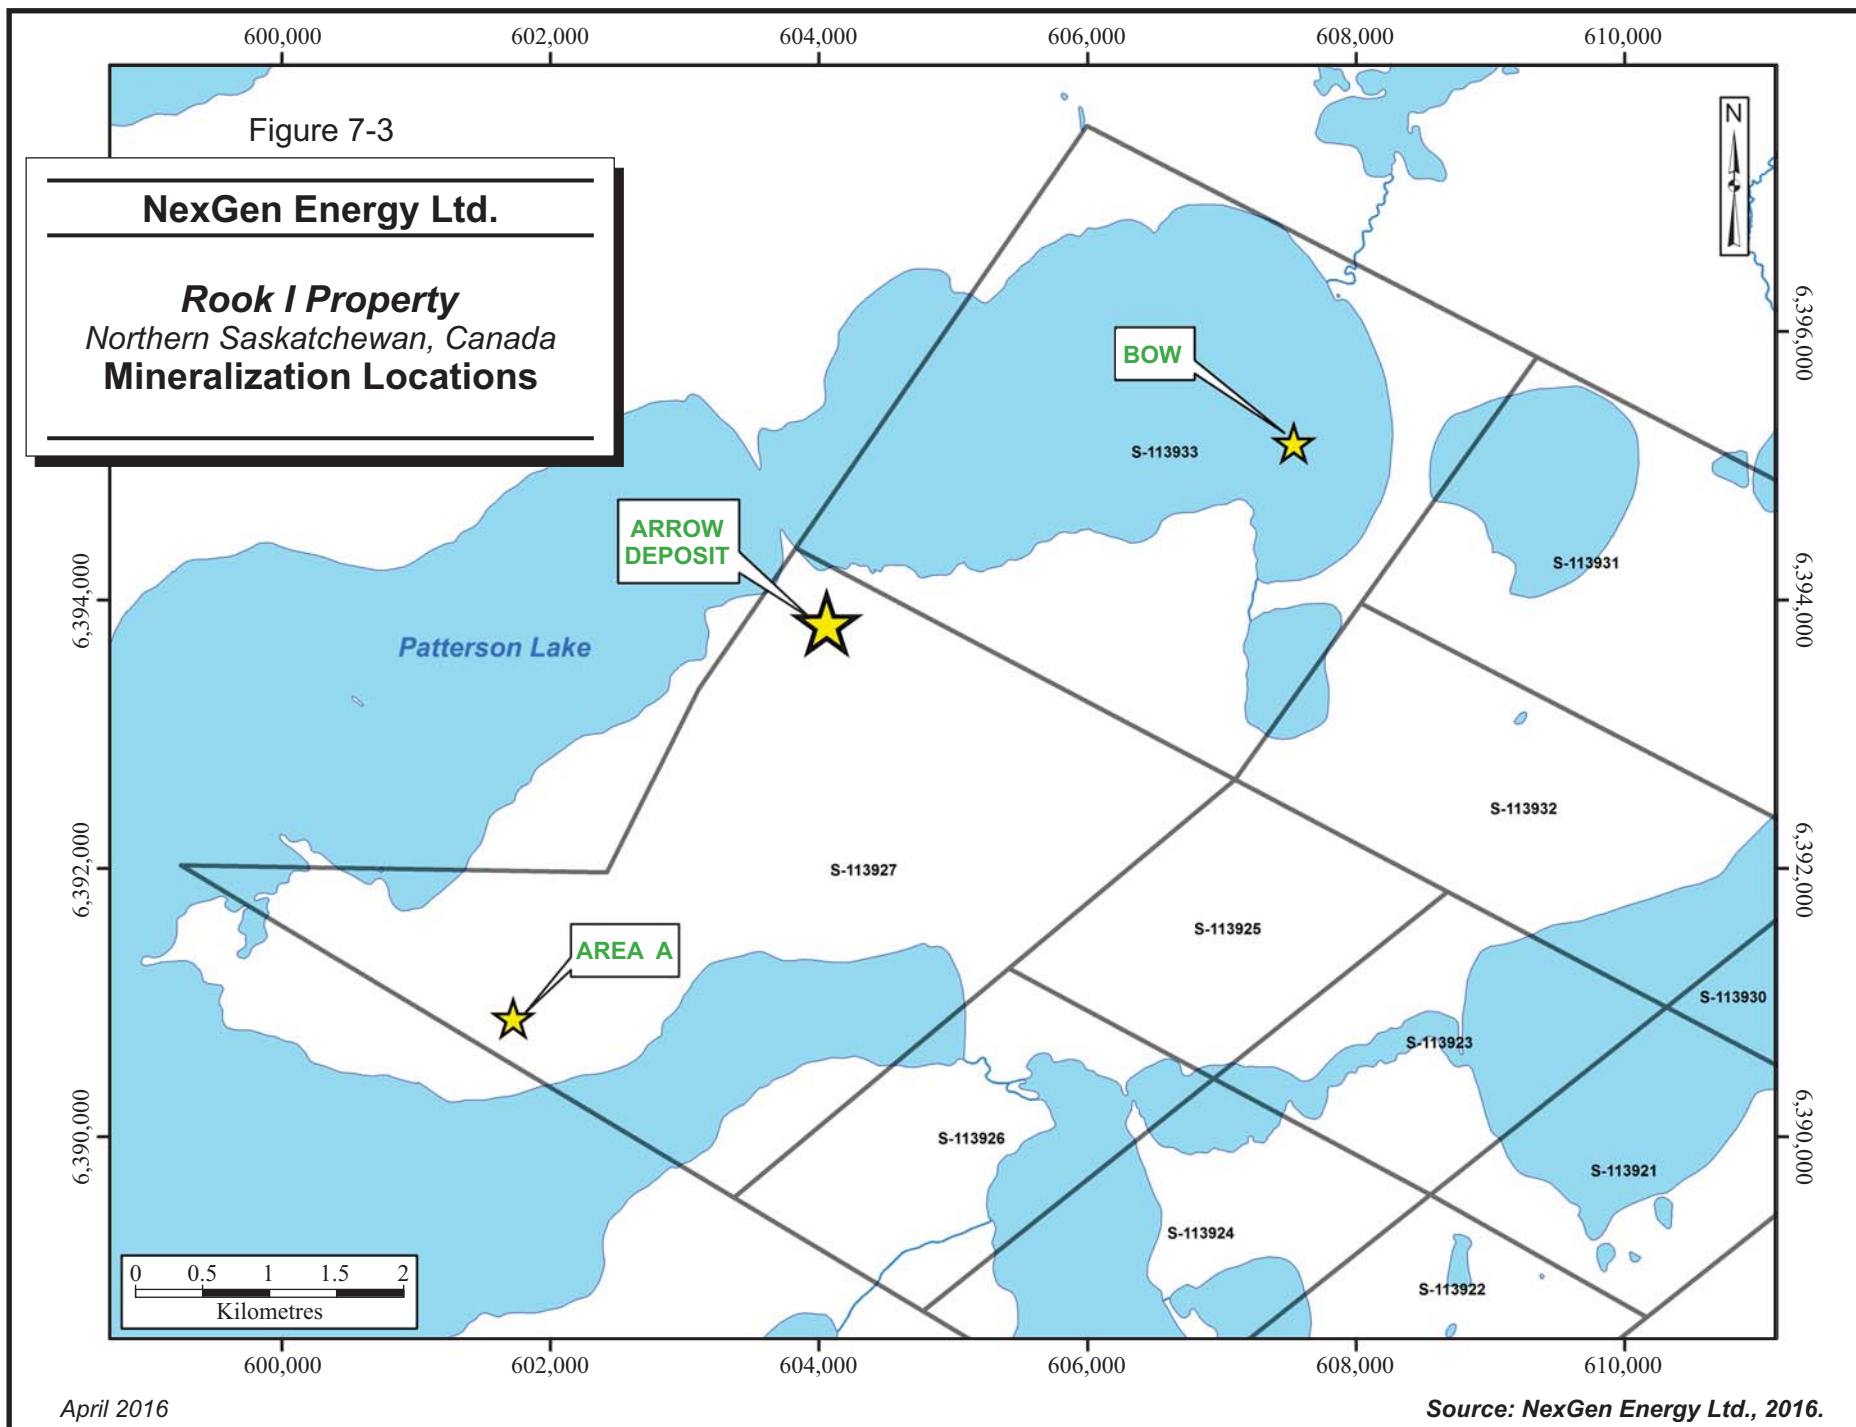 600,000
602,000
604,000
606,000
608,000
610,000
Figure 7-3
N
NexGen Energy Ltd.
Rook I Property
Northern Saskatchewan, Canada
Mineralization Locations
6,396,000
BOW
S-113933
ARROW
DEPOSIT
S-113931
6,394,000
6,394,000
Patterson Lake
S-113932
6,392,000
6,392,000
S-113927
S-113925
AREA A
S-113930
S-113923
6,390,000
6,390,000
S-113926
S-113921
S-113924
S-113922
0 0.5 1 1.5 2
Kilometres
600,000
602,000
604,000
606,000
608,000
610,000
April 2016
Source: NexGen Energy Ltd., 2016.